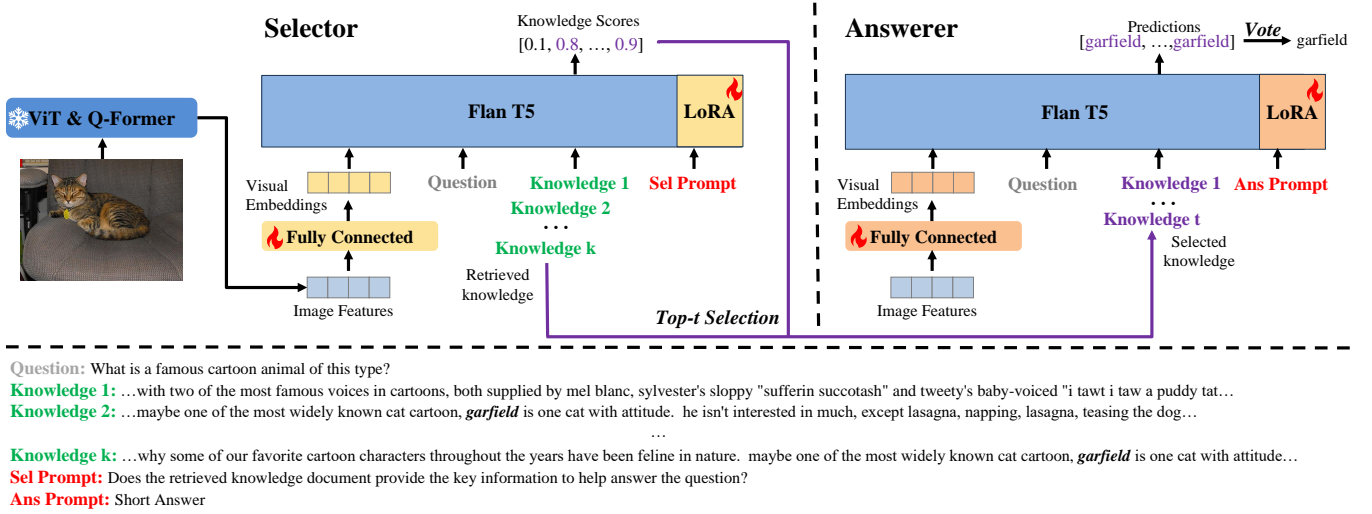 Selector
Knowledge Scores
[0.1, 0.8, …, 0.9]
Flan T5
LoRA
ViT & Q-Former
Visual
Embeddings
Question
Knowledge 1
Knowledge 2
. . .
Knowledge k
Sel Prompt
Fully Connected
Retrieved
knowledge
Image Features
Top-t Selection
Answerer
Predictions
[garfield, …,garfield]
Vote
garfield
Flan T5
LoRA
Visual
Embeddings
Question
Knowledge 1
. . .
Knowledge t
Ans Prompt
Fully Connected
Selected
knowledge
Image Features
Question: What is a famous cartoon animal of this type?
Knowledge 1: …with two of the most famous voices in cartoons, both supplied by mel blanc, sylvester's sloppy "sufferin succotash" and tweety's baby-voiced "i tawt i taw a puddy tat…
Knowledge 2: …maybe one of the most widely known cat cartoon, garfield is one cat with attitude. he isn't interested in much, except lasagna, napping, lasagna, teasing the dog…
…
Knowledge k: …why some of our favorite cartoon characters throughout the years have been feline in nature. maybe one of the most widely known cat cartoon, garfield is one cat with attitude…
Sel Prompt: Does the retrieved knowledge document provide the key information to help answer the question?
Ans Prompt: Short Answer